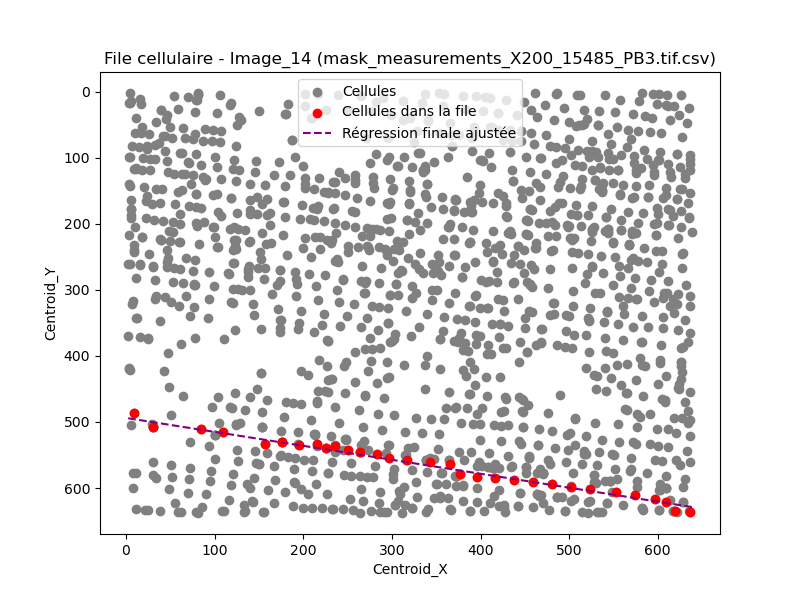 File cellulaire - Image_14 (mask_measurements_X200_15485_PB3.tif.csv)
Cellules
Cellules dans la file
Régression finale ajustée
Centroid_Y
0
100
200
300
400
500
600
0 100 200 300 400 500 600
Centroid_X